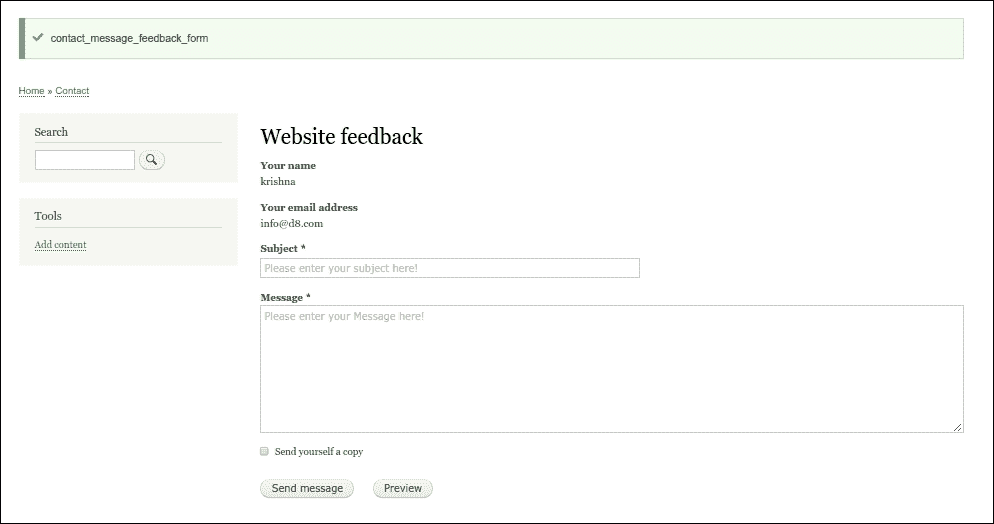 contact_message_feedback_form
Home » Contact
Search
Tools
Add content
Website feedback
Your name
krishna
Your email address
info@d8.com
Subject *
Please enter your subject here!
Message *
Please enter your Message here!
Send yourself a copy
Send message Preview